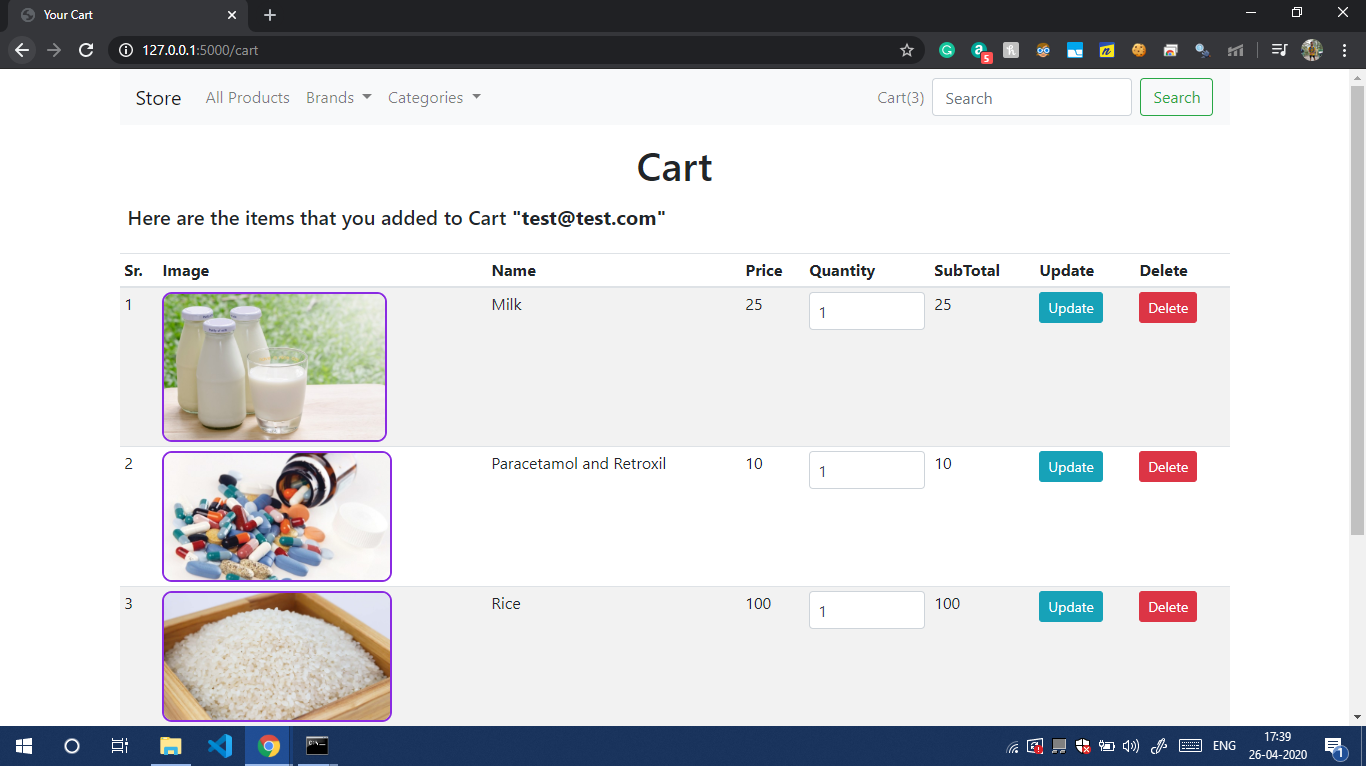 Your Cart
127.0.0.1:5000/cart
5
Store All Products Brands Categories Cart(3) Search Search
Cart
Here are the items that you added to Cart "test@test.com"
Sr. Image Name Price Quantity SubTotal Update Delete
1 Milk 25 1 25 Update Delete
2 Paracetamol and Retroxil 10 1 10 Update Delete
3 Rice 100 1 100 Update Delete
ENG
17:39
26-04-2020
1